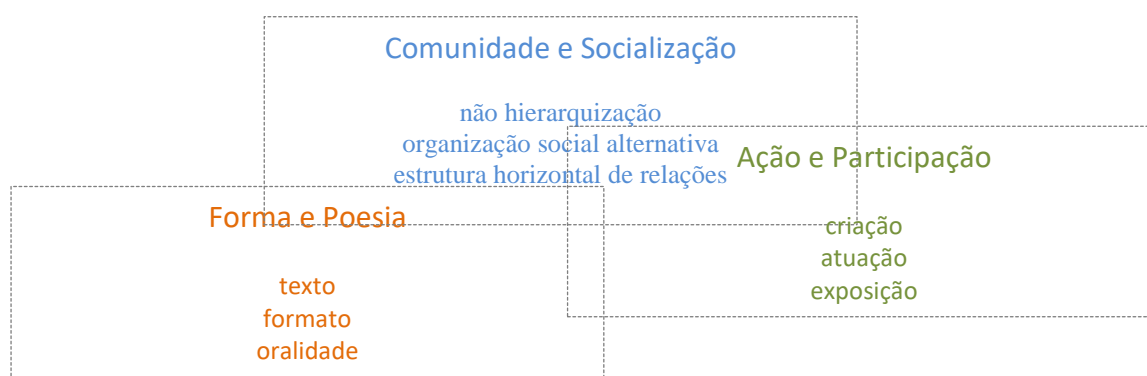 Comunidade e Socialização
não hierarquização
organização social alternativa
estrutura horizontal de relações
Ação e Participação
criação
atuação
exposição
Forma e Poesia
texto
formato
oralidade